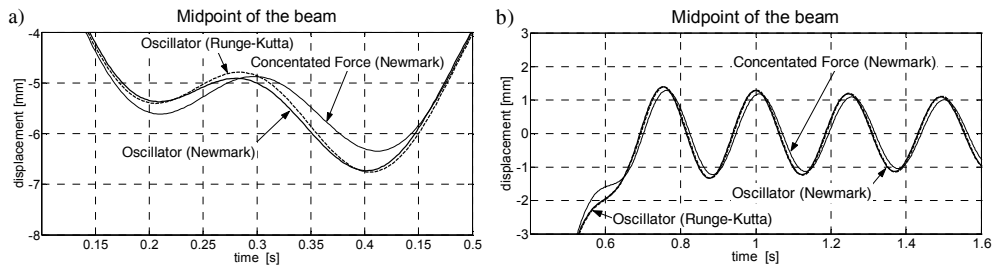 a)
Midpoint of the beam
Oscillator (Runge-Kutta)
Concentated Force (Newmark)
Oscillator (Newmark)
displacement [mm]
-4
-5
-6
-7
-8
0.15
0.2
0.25
0.3
0.35
0.4
0.45
0.5
time [s]
b)
Midpoint of the beam
Concentated Force (Newmark)
Oscillator (Newmark)
Oscillator (Runge-Kutta)
displacement [mm]
3
2
1
0
-1
-2
-3
0.6
0.8
1
1.2
1.4
1.6
time [s]